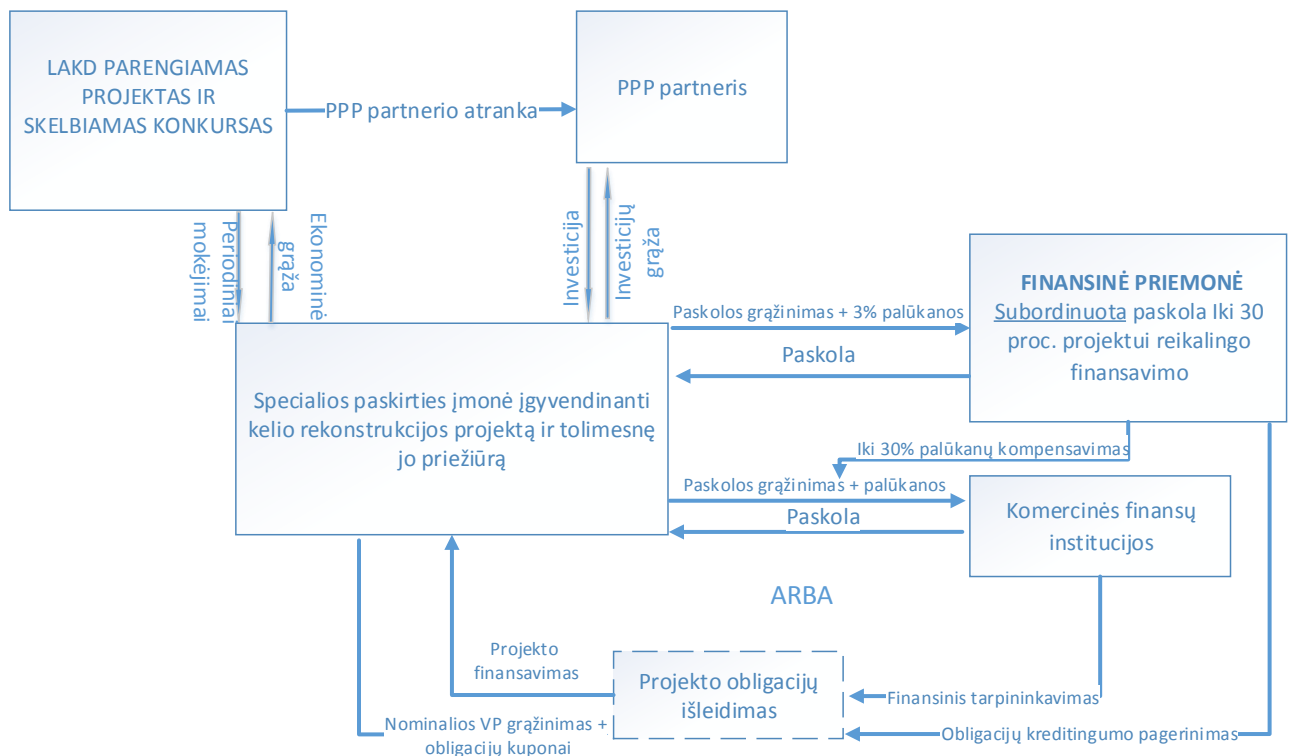 LAKD PARENGIAMAS
PROJEKTAS IR
SKELBIAMAS KONKURSAS
PPP partnerio atranka
PPP partneris
Periodiniai
mokėjimai
Ekonominė
grąža
Investicija
Investicijų
grąža
FINANSINĖ PRIEMONĖ
Subordinuota paskola Iki 30
proc. projektui reikalingo
finansavimo
Paskolos grąžinimas + 3% palūkanos
Paskola
Specialios paskirties įmonė įgyvendinanti
kelio rekonstrukcijos projektą ir tolimesnę
jo priežiūrą
Iki 30% palūkanų kompensavimas
Paskolos grąžinimas + palūkanos
Paskola
Komercinės finansų
institucijos
ARBA
Projekto
finansavimas
Projekto obligacijų
išleidimas
Finansinis tarpininkavimas
Nominalios VP grąžinimas +
obligacijų kuponai
Obligacijų kreditingumo pagerinimas